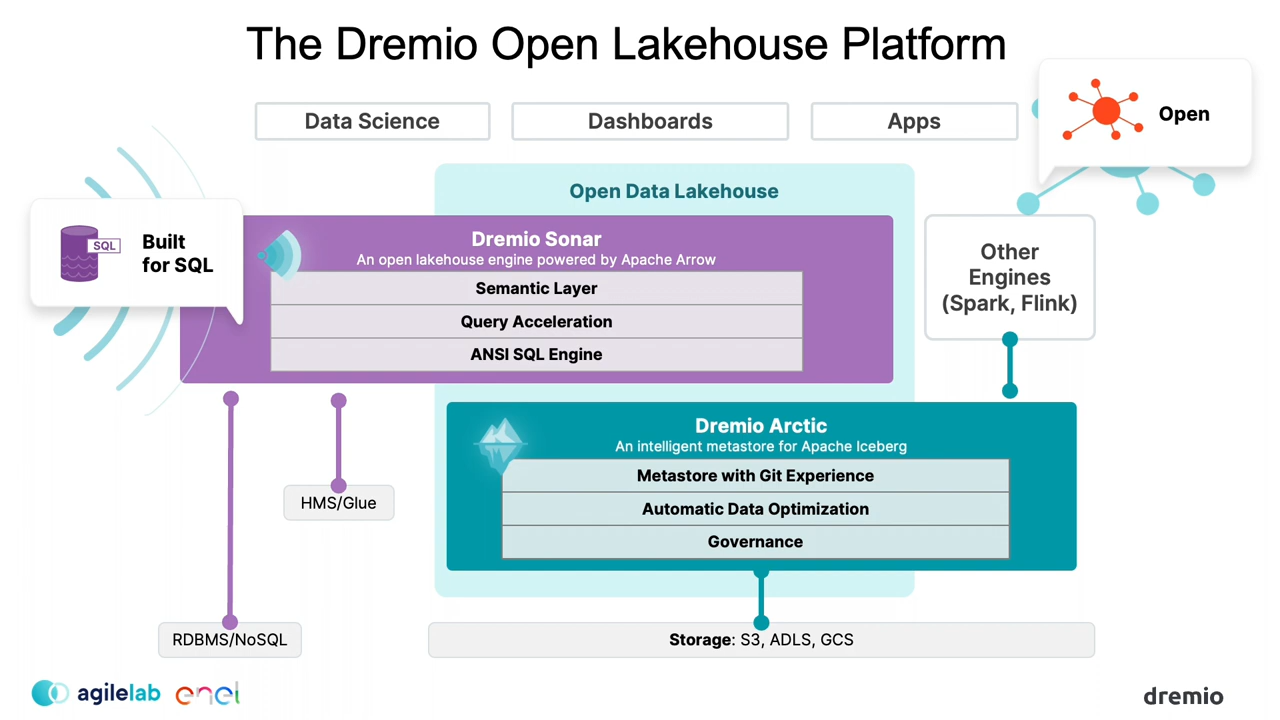 The Dremio Open Lakehouse Platform
Data Science
Dashboards
Apps
Open
Open Data Lakehouse
SQL
Built
for SQL
Dremio Sonar
An open lakehouse engine powered by Apache Arrow
Semantic Layer
Query Acceleration
ANSI SQL Engine
Other
Engines
(Spark, Flink)
Dremio Arctic
An intelligent metastore for Apache Iceberg
Metastore with Git Experience
Automatic Data Optimization
Governance
HMS/Glue
RDBMS/NoSQL
Storage: S3, ADLS, GCS
agilelab
enel
dremio